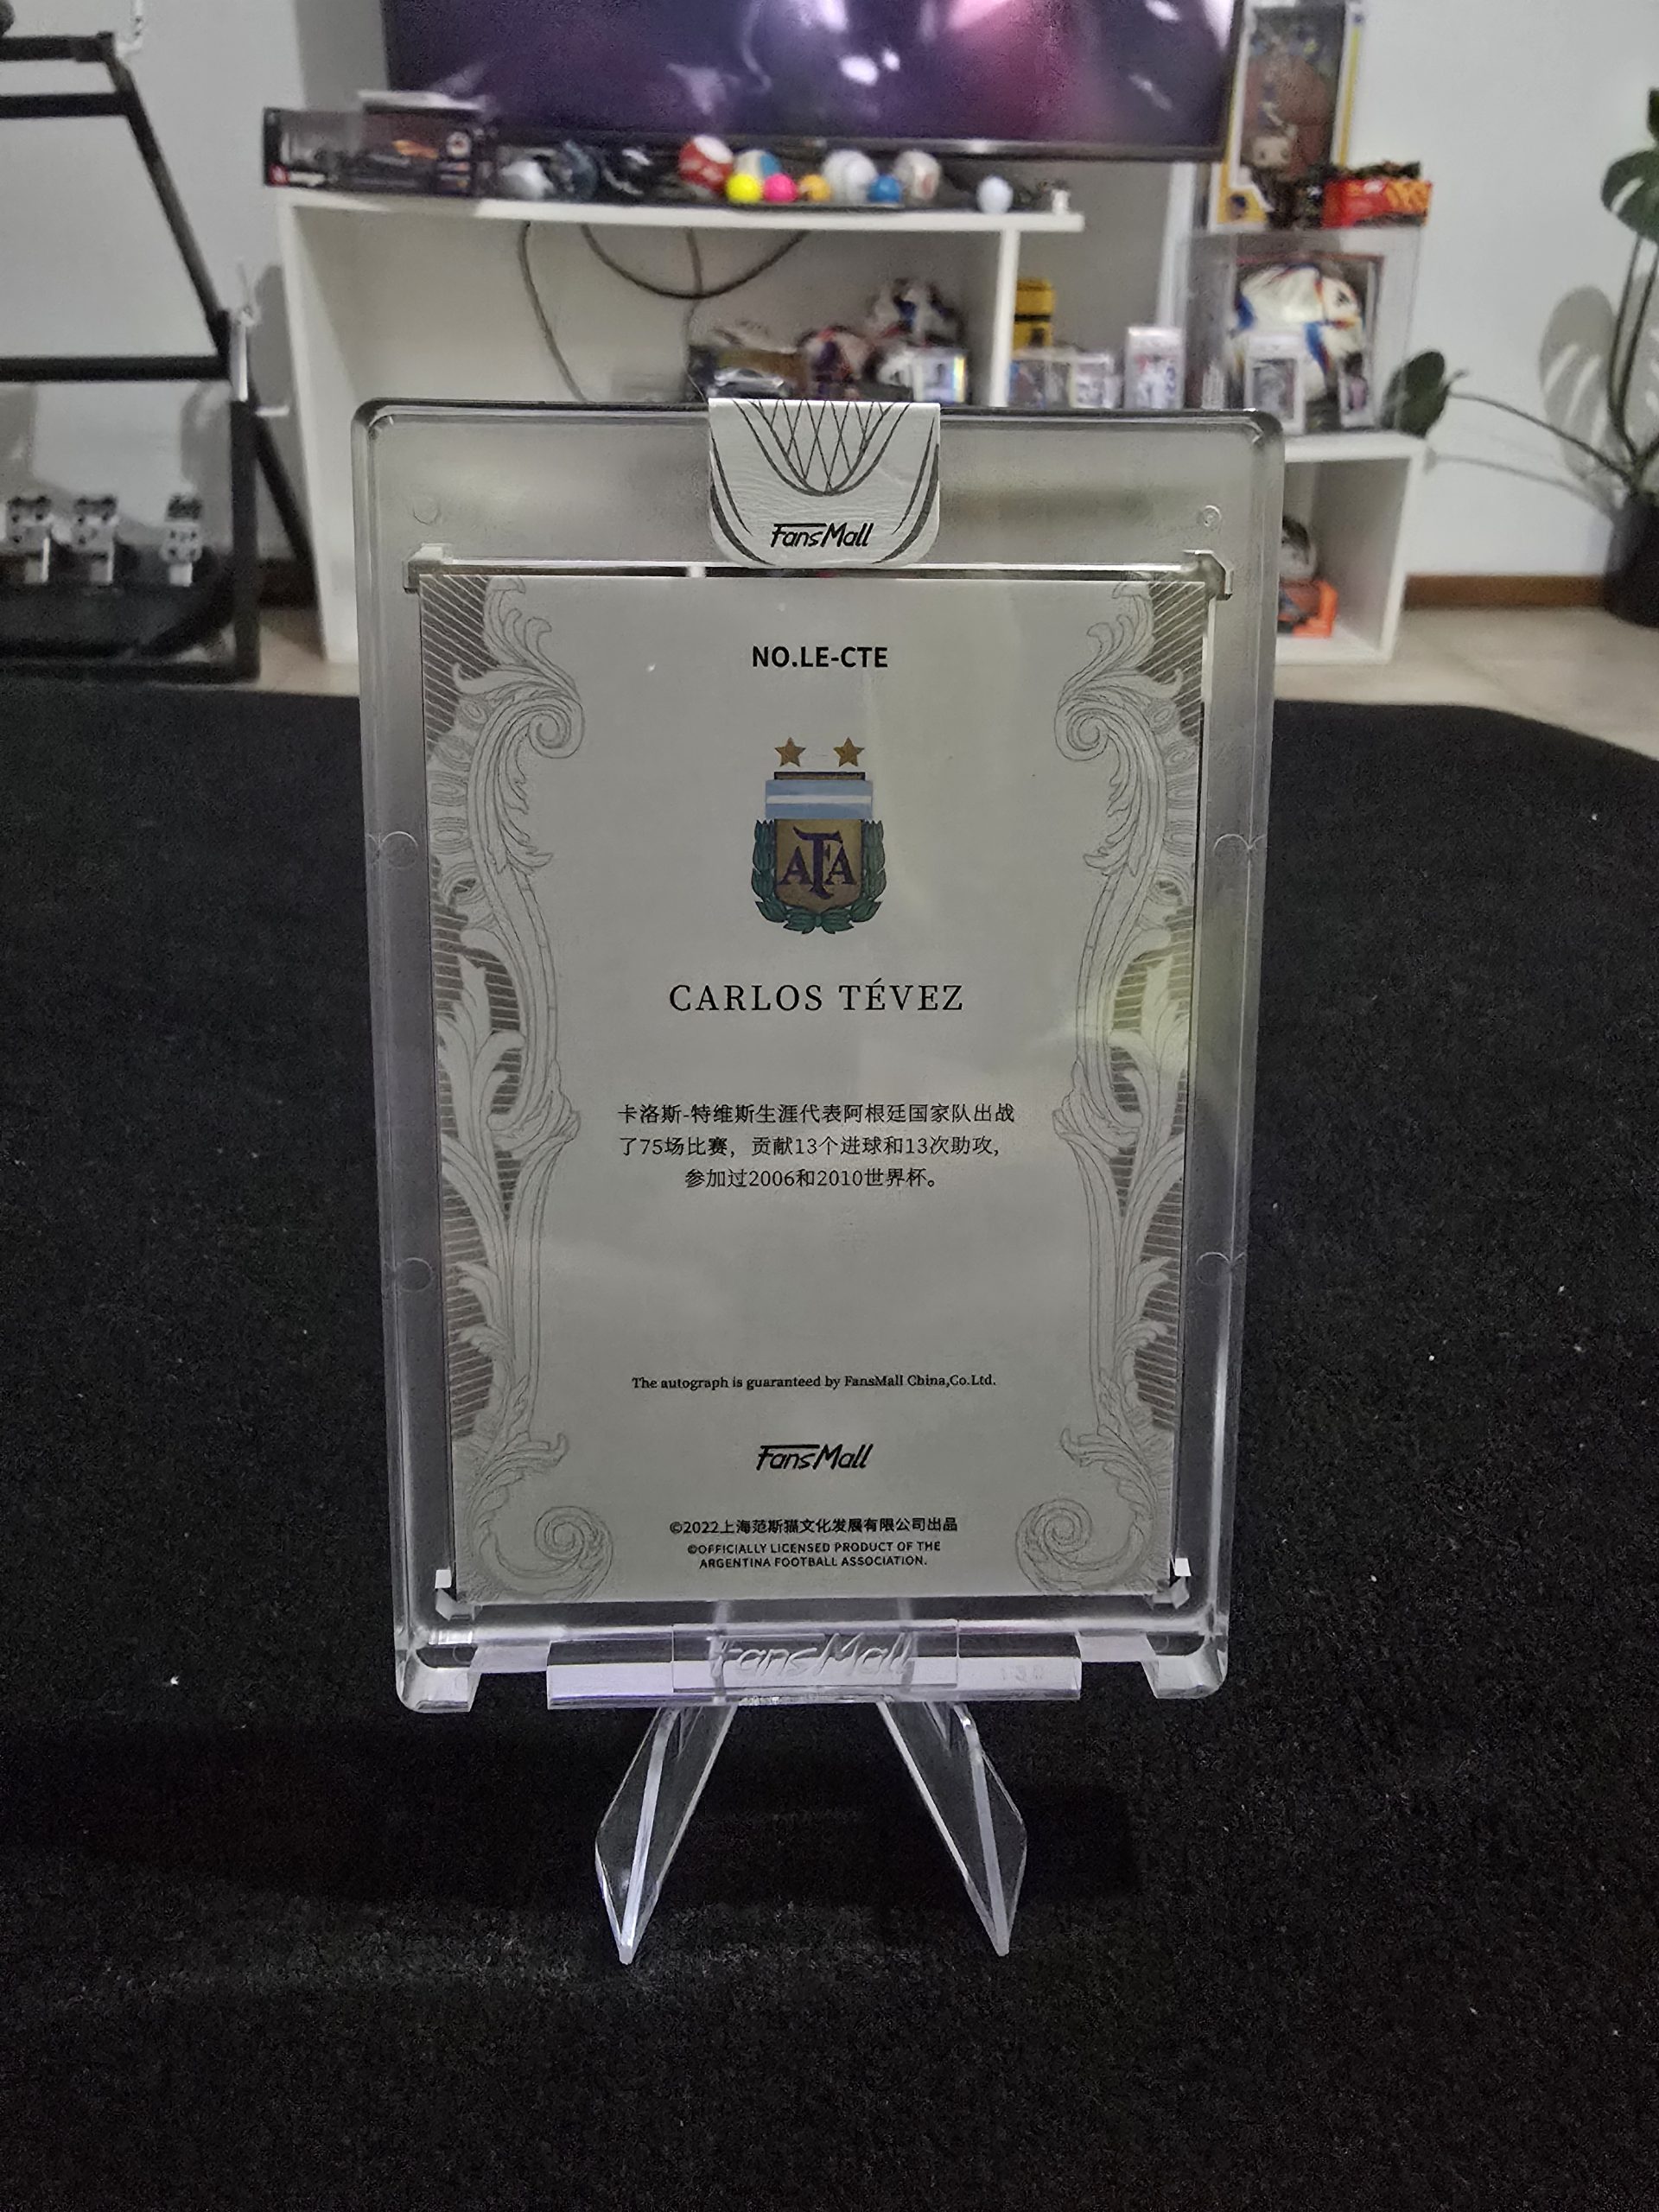 FansMall
NO.LE-CTE
AFA
CARLOS TÉVEZ
卡洛斯-特维斯生涯代表阿根廷国家队出战
了75场比赛，贡献13个进球和13次助攻，
参加过2006和2010世界杯。
The autograph is guaranteed by FansMall China,Co.Ltd.
FansMall
©2022上海范斯猫文化发展有限公司出品
©OFFICIALLY LICENSED PRODUCT OF THE
ARGENTINA FOOTBALL ASSOCIATION.
FansMall